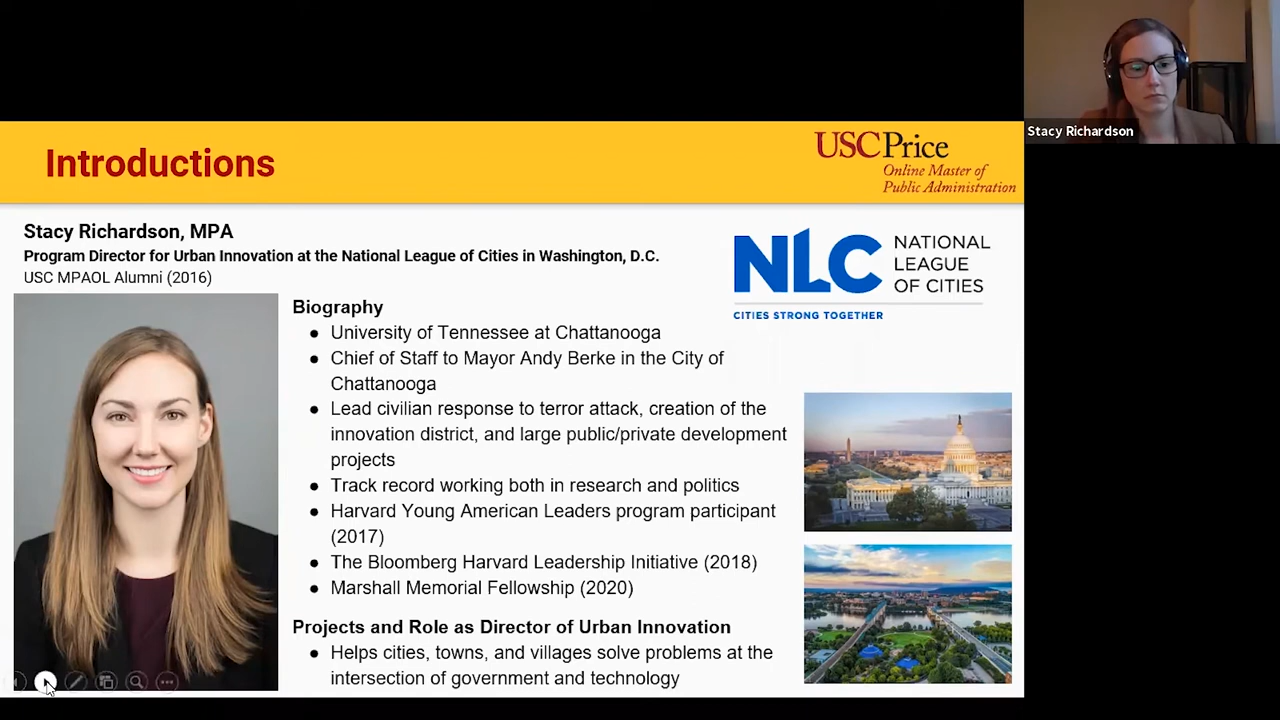 Stacy Richardson
Introductions
USCPrice
Online Master of
Public Administration
Stacy Richardson, MPA
Program Director for Urban Innovation at the National League of Cities in Washington, D.C.
USC MPAOL Alumni (2016)
NLC NATIONAL
LEAGUE
OF CITIES
CITIES STRONG TOGETHER
Biography
● University of Tennessee at Chattanooga
● Chief of Staff to Mayor Andy Berke in the City of
Chattanooga
● Lead civilian response to terror attack, creation of the
innovation district, and large public/private development
projects
● Track record working both in research and politics
● Harvard Young American Leaders program participant
(2017)
● The Bloomberg Harvard Leadership Initiative (2018)
● Marshall Memorial Fellowship (2020)
Projects and Role as Director of Urban Innovation
● Helps cities, towns, and villages solve problems at the
intersection of government and technology